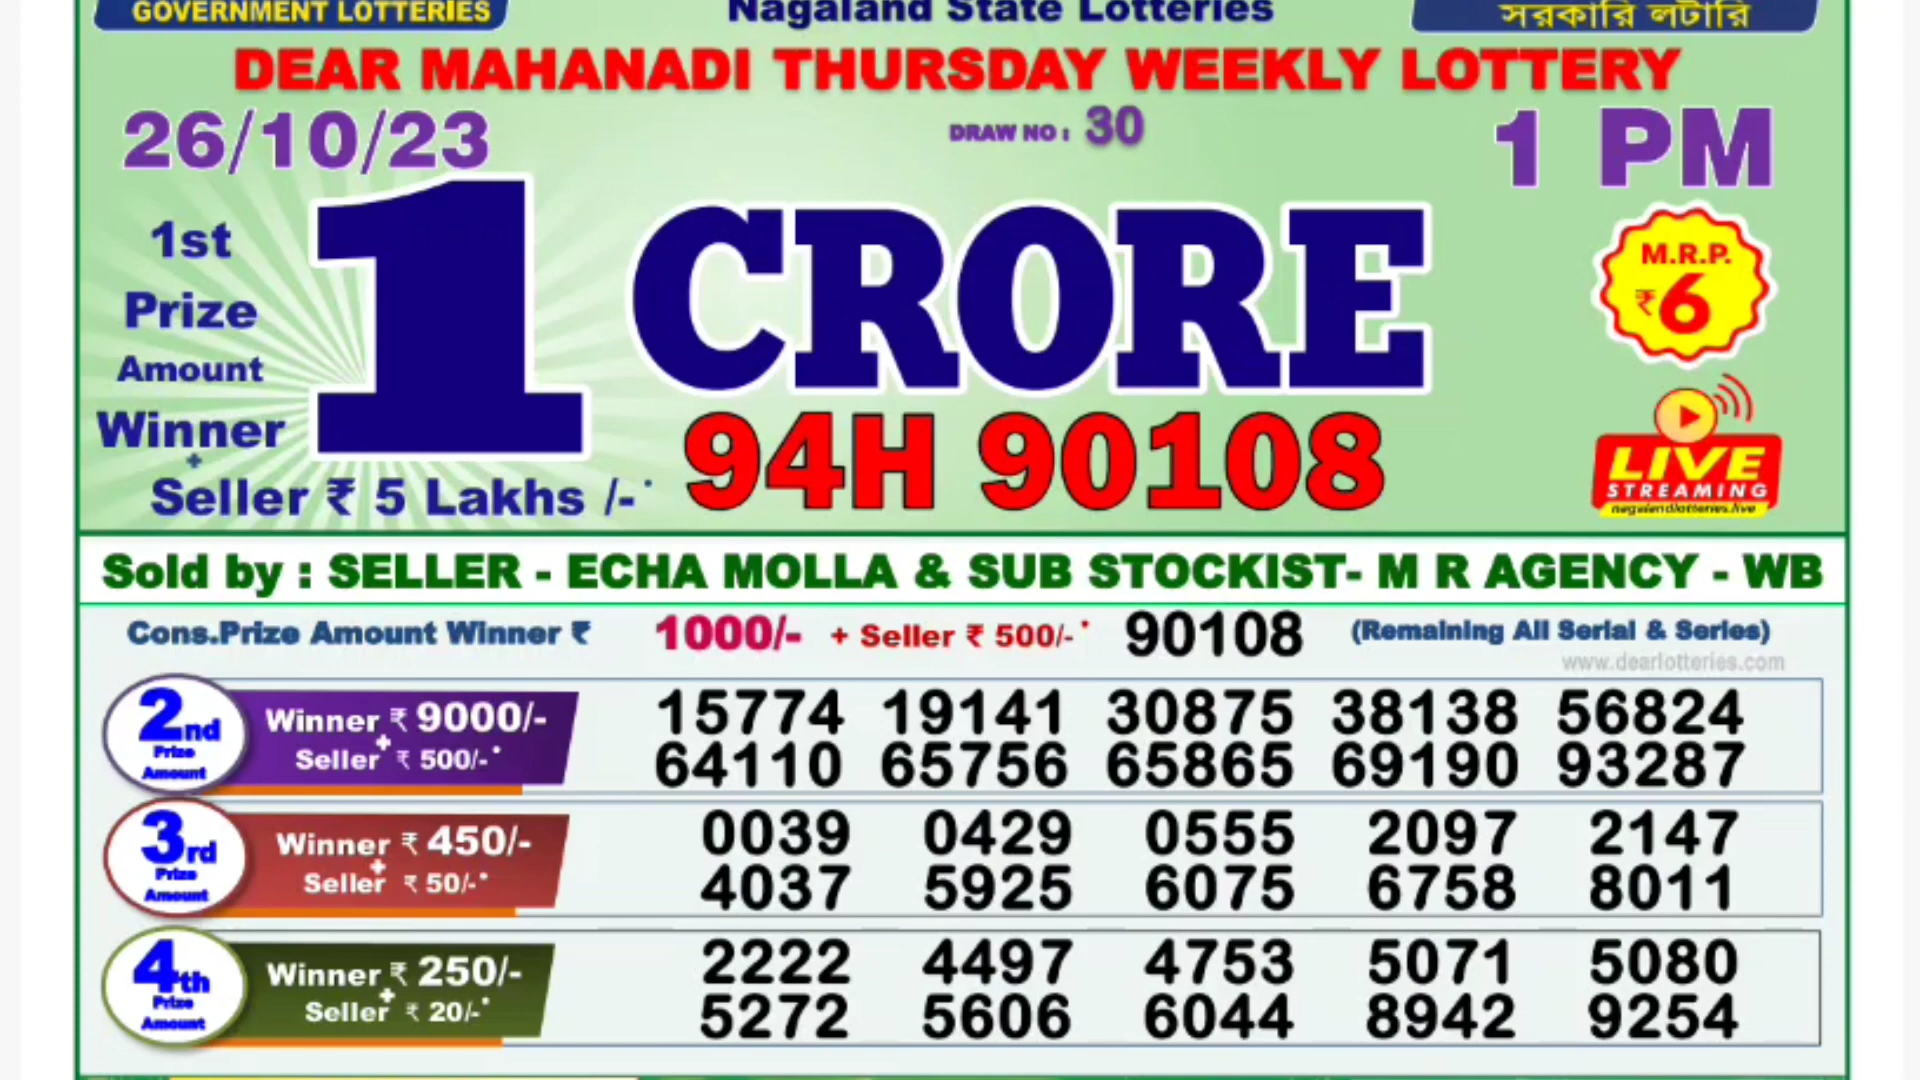 GOVERNMENT LOTTERIES
Nagaland State Lotteries
সরকারি লটারি
DEAR MAHANADI THURSDAY WEEKLY LOTTERY
26/10/23
DRAW NO : 30
1 PM
1st
Prize
Amount
Winner
+
Seller ₹ 5 Lakhs /-*
1 CRORE
94H 90108
M.R.P.
₹6
LIVE
STREAMING
nagalandlotteries.live
Sold by : SELLER - ECHA MOLLA & SUB STOCKIST- M R AGENCY - WB
Cons.Prize Amount Winner ₹ 1000/- + Seller ₹ 500/-* 90108 (Remaining All Serial & Series)
www.dearlotteries.com
2nd
Prize
Amount
Winner ₹ 9000/-
+
Seller ₹ 500/-*
15774 19141 30875 38138 56824
64110 65756 65865 69190 93287
3rd
Prize
Amount
Winner ₹ 450/-
+
Seller ₹ 50/-*
0039 0429 0555 2097 2147
4037 5925 6075 6758 8011
4th
Prize
Amount
Winner ₹ 250/-
+
Seller ₹ 20/-*
2222 4497 4753 5071 5080
5272 5606 6044 8942 9254